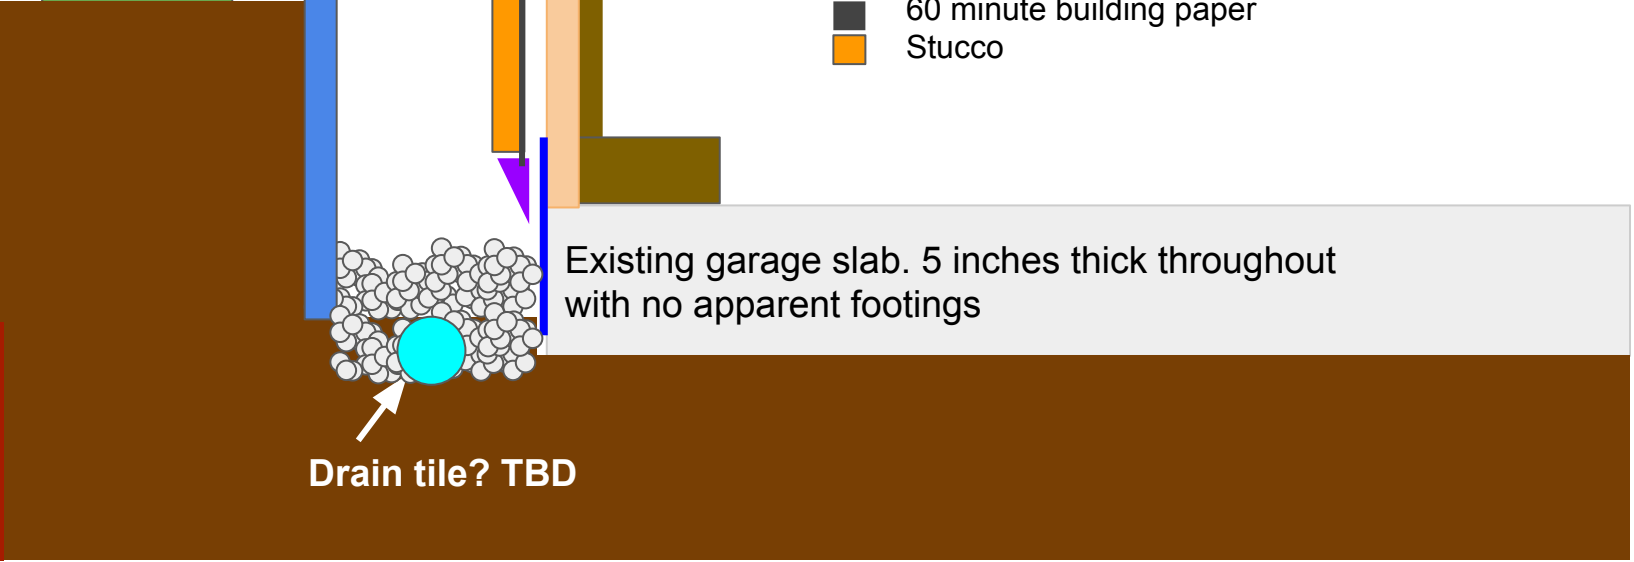 60 minute building paper
Stucco
Existing garage slab. 5 inches thick throughout
with no apparent footings
Drain tile? TBD